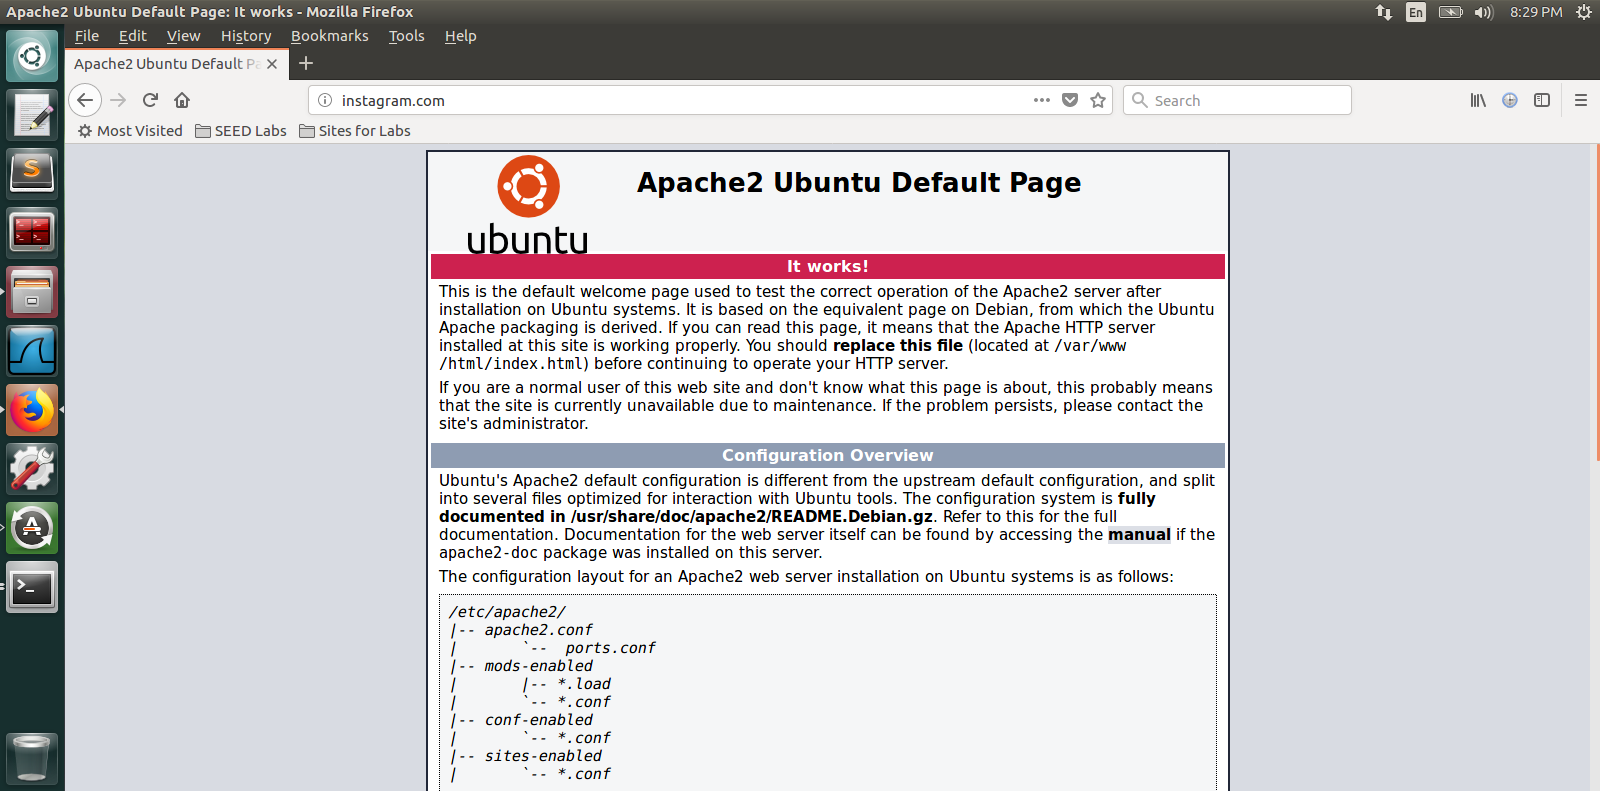 Apache2 Ubuntu Default Page: It works - Mozilla Firefox
En
8:29 PM
File Edit View History Bookmarks Tools Help
Apache2 Ubuntu Default Pa
instagram.com
Search
Most Visited
SEED Labs
Sites for Labs
ubuntu
Apache2 Ubuntu Default Page
It works!
This is the default welcome page used to test the correct operation of the Apache2 server after
installation on Ubuntu systems. It is based on the equivalent page on Debian, from which the Ubuntu
Apache packaging is derived. If you can read this page, it means that the Apache HTTP server
installed at this site is working properly. You should replace this file (located at /var/www
/html/index.html) before continuing to operate your HTTP server.
If you are a normal user of this web site and don't know what this page is about, this probably means
that the site is currently unavailable due to maintenance. If the problem persists, please contact the
site's administrator.
Configuration Overview
Ubuntu's Apache2 default configuration is different from the upstream default configuration, and split
into several files optimized for interaction with Ubuntu tools. The configuration system is fully
documented in /usr/share/doc/apache2/README.Debian.gz. Refer to this for the full
documentation. Documentation for the web server itself can be found by accessing the manual if the
apache2-doc package was installed on this server.
The configuration layout for an Apache2 web server installation on Ubuntu systems is as follows:
/etc/apache2/
|-- apache2.conf
|       `--  ports.conf
|-- mods-enabled
|       |-- *.load
|       `-- *.conf
|-- conf-enabled
|       `-- *.conf
|-- sites-enabled
|       `-- *.conf